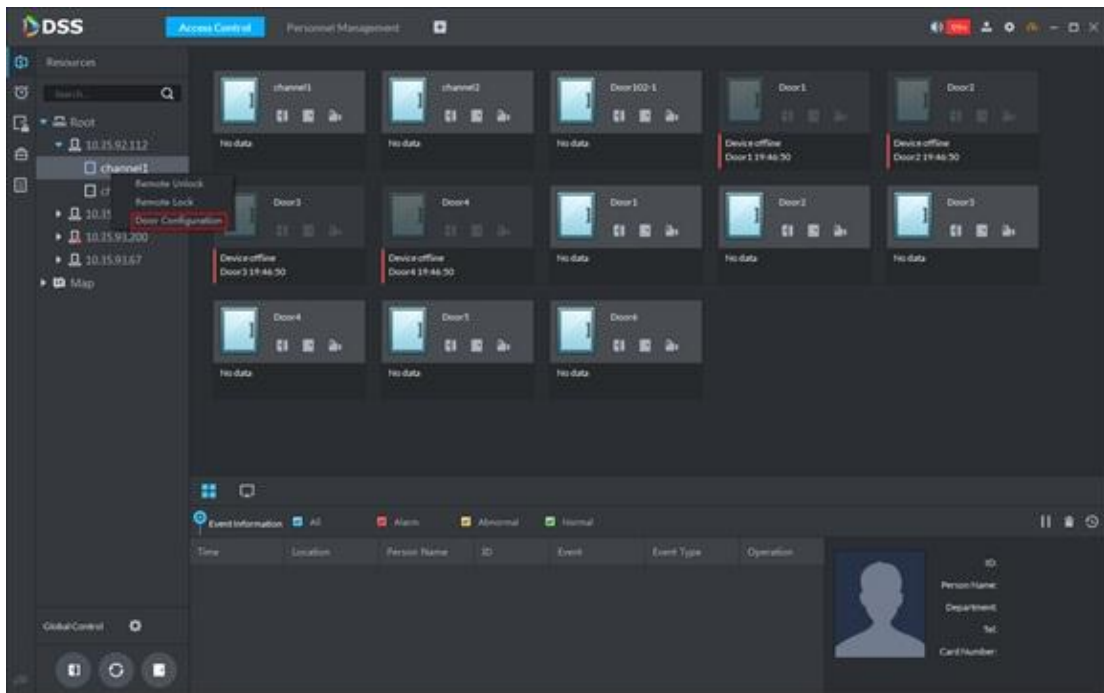 DSS
Access Control
Personnel Management
Resources
Search...
Root
10.35.92.112
channel1
Remote Unlock
Remote Lock
Door Configuration
10.35.93.200
10.35.93.67
Map
Global Control
channel1
No data
channel2
No data
Door102-1
No data
Door1
Device offline
Door1 19:46:50
Door2
Device offline
Door2 19:46:50
Door3
Device offline
Door3 19:46:50
Door4
Device offline
Door4 19:46:50
Door1
No data
Door2
No data
Door3
No data
Door4
No data
Door5
No data
Door6
No data
Event Information All Alarm Abnormal Normal
Time Location Person Name ID Event Event Type Operation
ID:
Person Name:
Department:
Tel:
Card Number: